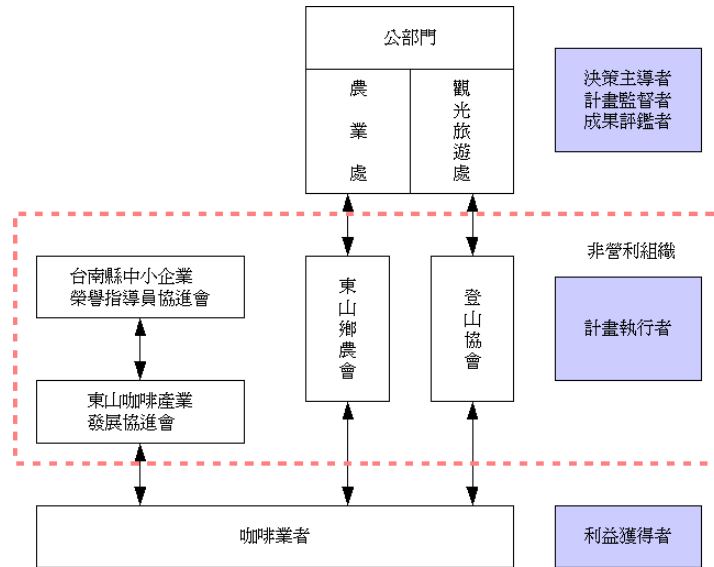 公部門
農業處
觀光旅遊處
決策主導者
計畫監督者
成果評鑑者
非營利組織
台南縣中小企業
榮譽指導員協進會
東山鄉農會
登山協會
計畫執行者
東山咖啡產業
發展協進會
咖啡業者
利益獲得者